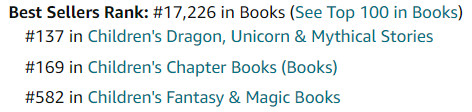 Best Sellers Rank: #17,226 in Books (See Top 100 in Books)
#137 in Children's Dragon, Unicorn & Mythical Stories
#169 in Children's Chapter Books (Books)
#582 in Children's Fantasy & Magic Books